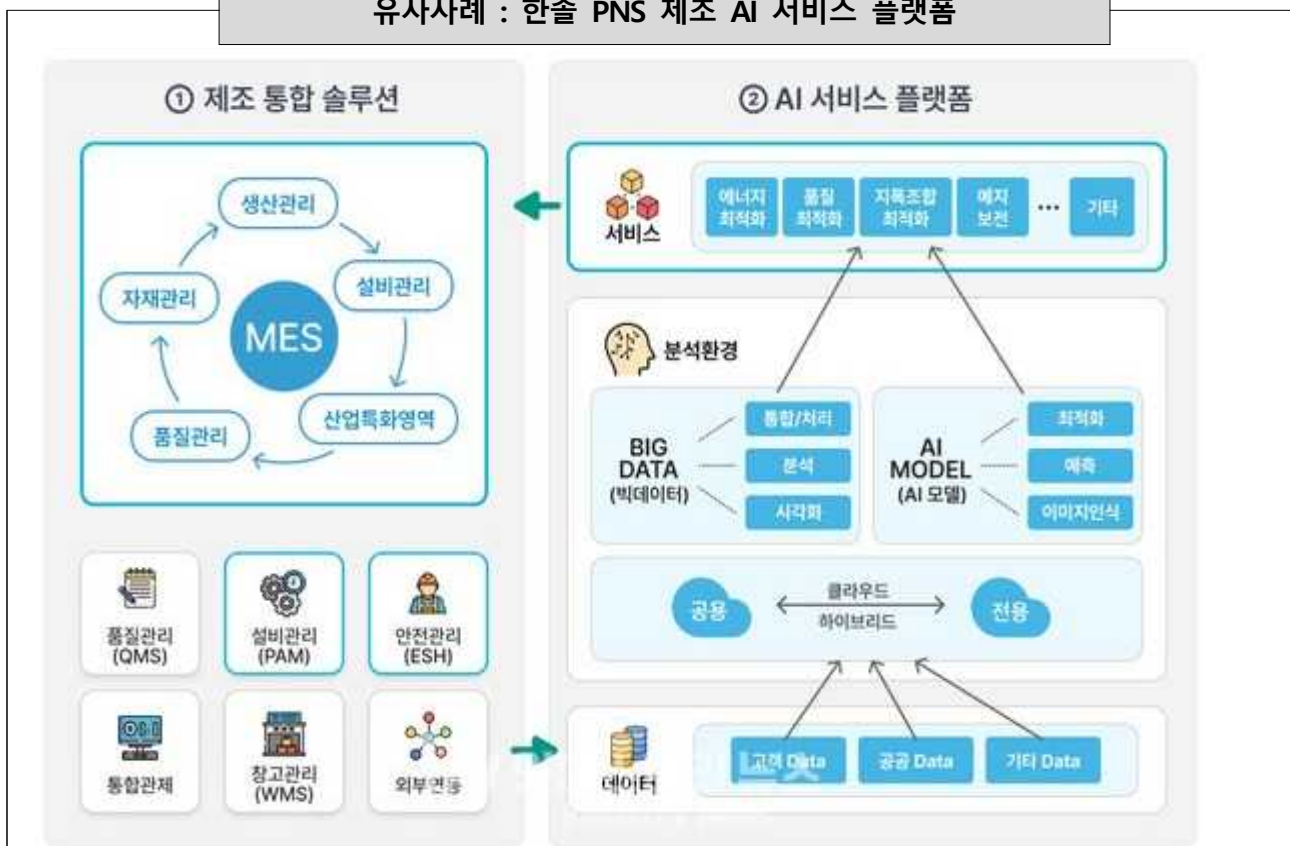 유사사례 : 한솔 PNS 제조 AI 서비스 플랫폼
① 제조 통합 솔루션
생산관리
설비관리
산업특화영역
품질관리
자재관리
MES
품질관리
(QMS)
설비관리
(PAM)
안전관리
(ESH)
통합관제
창고관리
(WMS)
외부연동
② AI 서비스 플랫폼
서비스
에너지
최적화
품질
최적화
지폭조합
최적화
예지
보전
...
기타
분석환경
BIG
DATA
(빅데이터)
통합/처리
분석
시각화
AI
MODEL
(AI 모델)
최적화
예측
이미지인식
공용
클라우드
하이브리드
전용
데이터
고객 Data
공공 Data
기타 Data